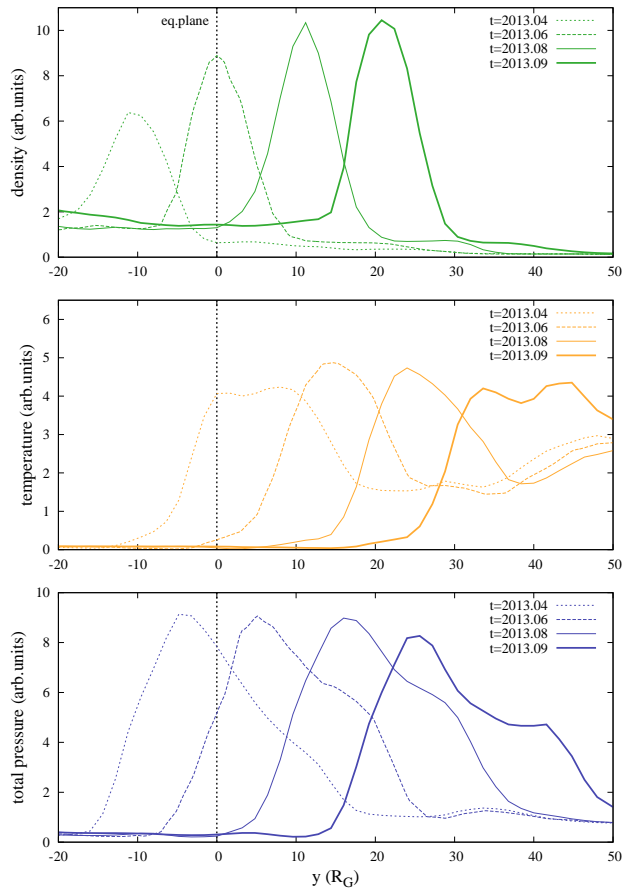 eq.plane
t=2013.04
t=2013.06
t=2013.08
t=2013.09
density (arb.units)
0
2
4
6
8
10
12
-20 -10 0 10 20 30 40 50
t=2013.04
t=2013.06
t=2013.08
t=2013.09
temperature (arb.units)
0
1
2
3
4
5
6
-20 -10 0 10 20 30 40 50
t=2013.04
t=2013.06
t=2013.08
t=2013.09
total pressure (arb.units)
0
2
4
6
8
10
-20 -10 0 10 20 30 40 50
y (R_G)